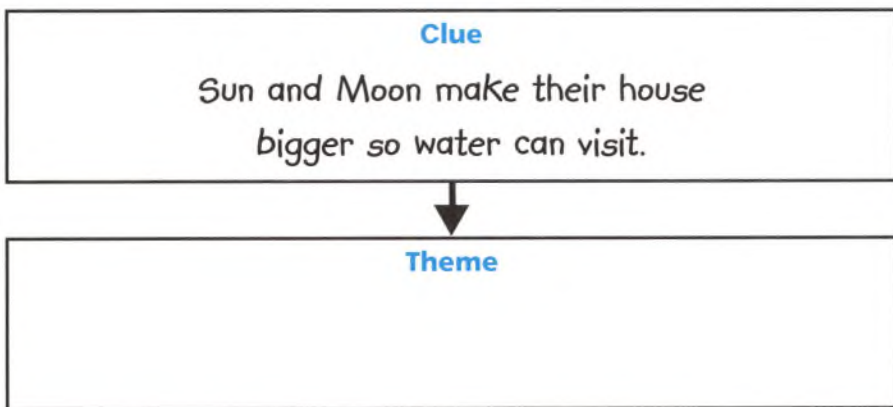 Clue
Sun and Moon make their house
bigger so water can visit.
Theme